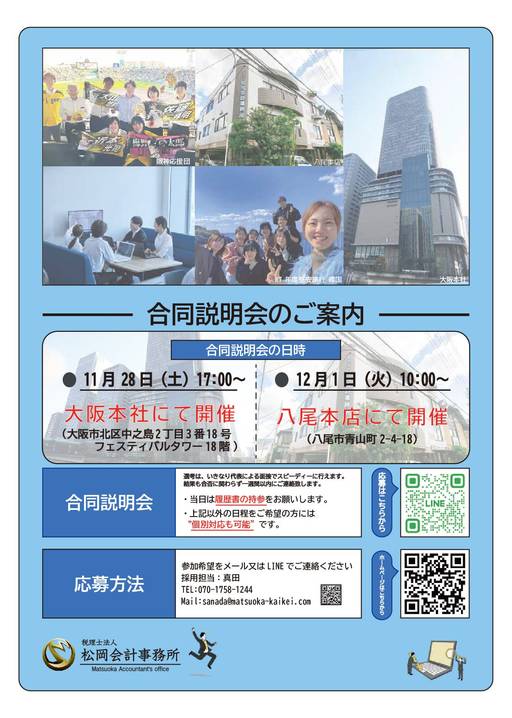 阪神応援団
八尾本店
大阪本社
合同説明会のご案内
合同説明会の日時
● 11月28日（土）17:00～
大阪本社にて開催
（大阪市北区中之島2丁目3番18号
フェスティバルタワー18階）
● 12月1日（火）10:00～
八尾本店にて開催
（八尾市青山町2-4-18）
合同説明会
選考は、いきなり代表による面接でスピーディーに行えます。
結果も合否に関わらず一週間以内にご連絡致します。
・当日は履歴書の持参をお願いします。
・上記以外の日程をご希望の方には
"個別対応も可能"です。
応募はこちらから
LINE
応募方法
参加希望をメール又はLINEでご連絡ください
採用担当：真田
TEL:070-1758-1244
Mail:sanada@matsuoka-kaikei.com
ホームページはこちらから
税理士法人
松岡会計事務所
Matsuoka Accountant's office